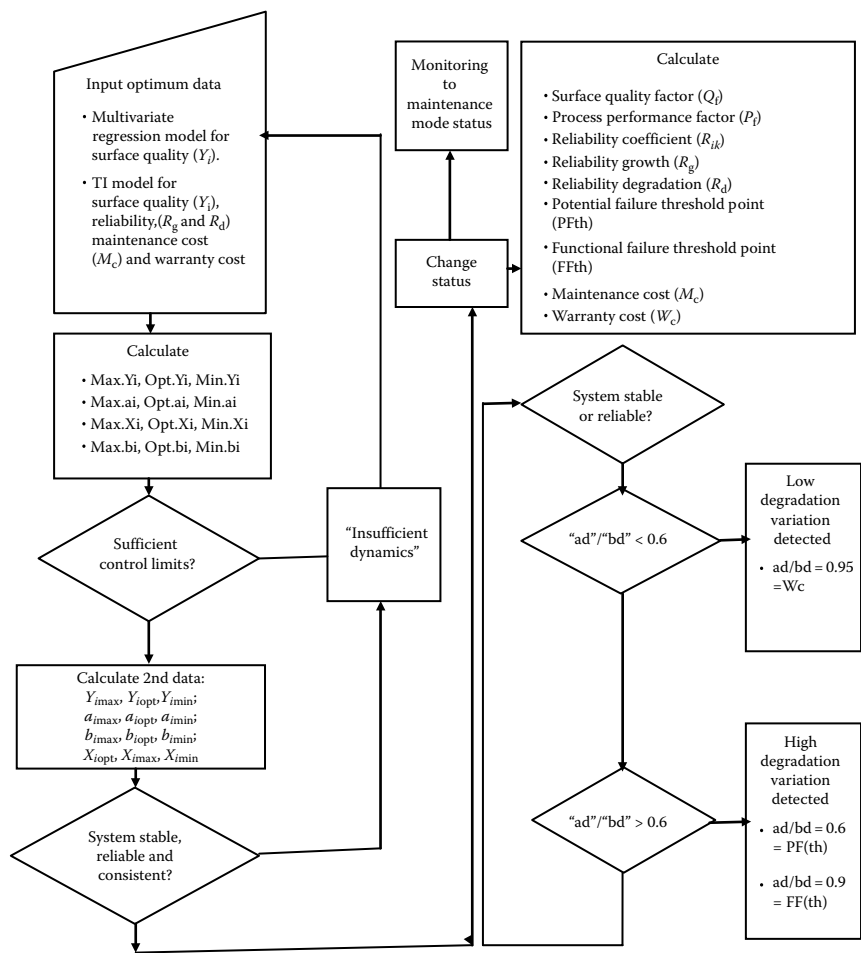 Input optimum data
• Multivariate
regression model for
surface quality (Yi).
• TI model for
surface quality (Yi),
reliability,(Rg and Rd)
maintenance cost
(Mc) and warranty cost
Calculate
• Max.Yi, Opt.Yi, Min.Yi
• Max.ai, Opt.ai, Min.ai
• Max.Xi, Opt.Xi, Min.Xi
• Max.bi, Opt.bi, Min.bi
Sufficient
control limits?
“Insufficient
dynamics”
Calculate 2nd data:
Yimax, Yiopt,Yimin;
aimax, aiopt, aimin;
bimax, biopt, bimin;
Xiopt, Ximax, Ximin
System stable,
reliable and
consistent?
Monitoring
to
maintenance
mode status
Change
status
Calculate
• Surface quality factor (Qf)
• Process performance factor (Pf)
• Reliability coefficient (Rik)
• Reliability growth (Rg)
• Reliability degradation (Rd)
• Potential failure threshold point
(PFth)
• Functional failure threshold point
(FFth)
• Maintenance cost (Mc)
• Warranty cost (Wc)
System stable
or reliable?
“ad”/“bd” < 0.6
Low
degradation
variation
detected
• ad/bd = 0.95
=Wc
“ad”/“bd” > 0.6
High
degradation
variation
detected
• ad/bd = 0.6
= PF(th)
• ad/bd = 0.9
= FF(th)